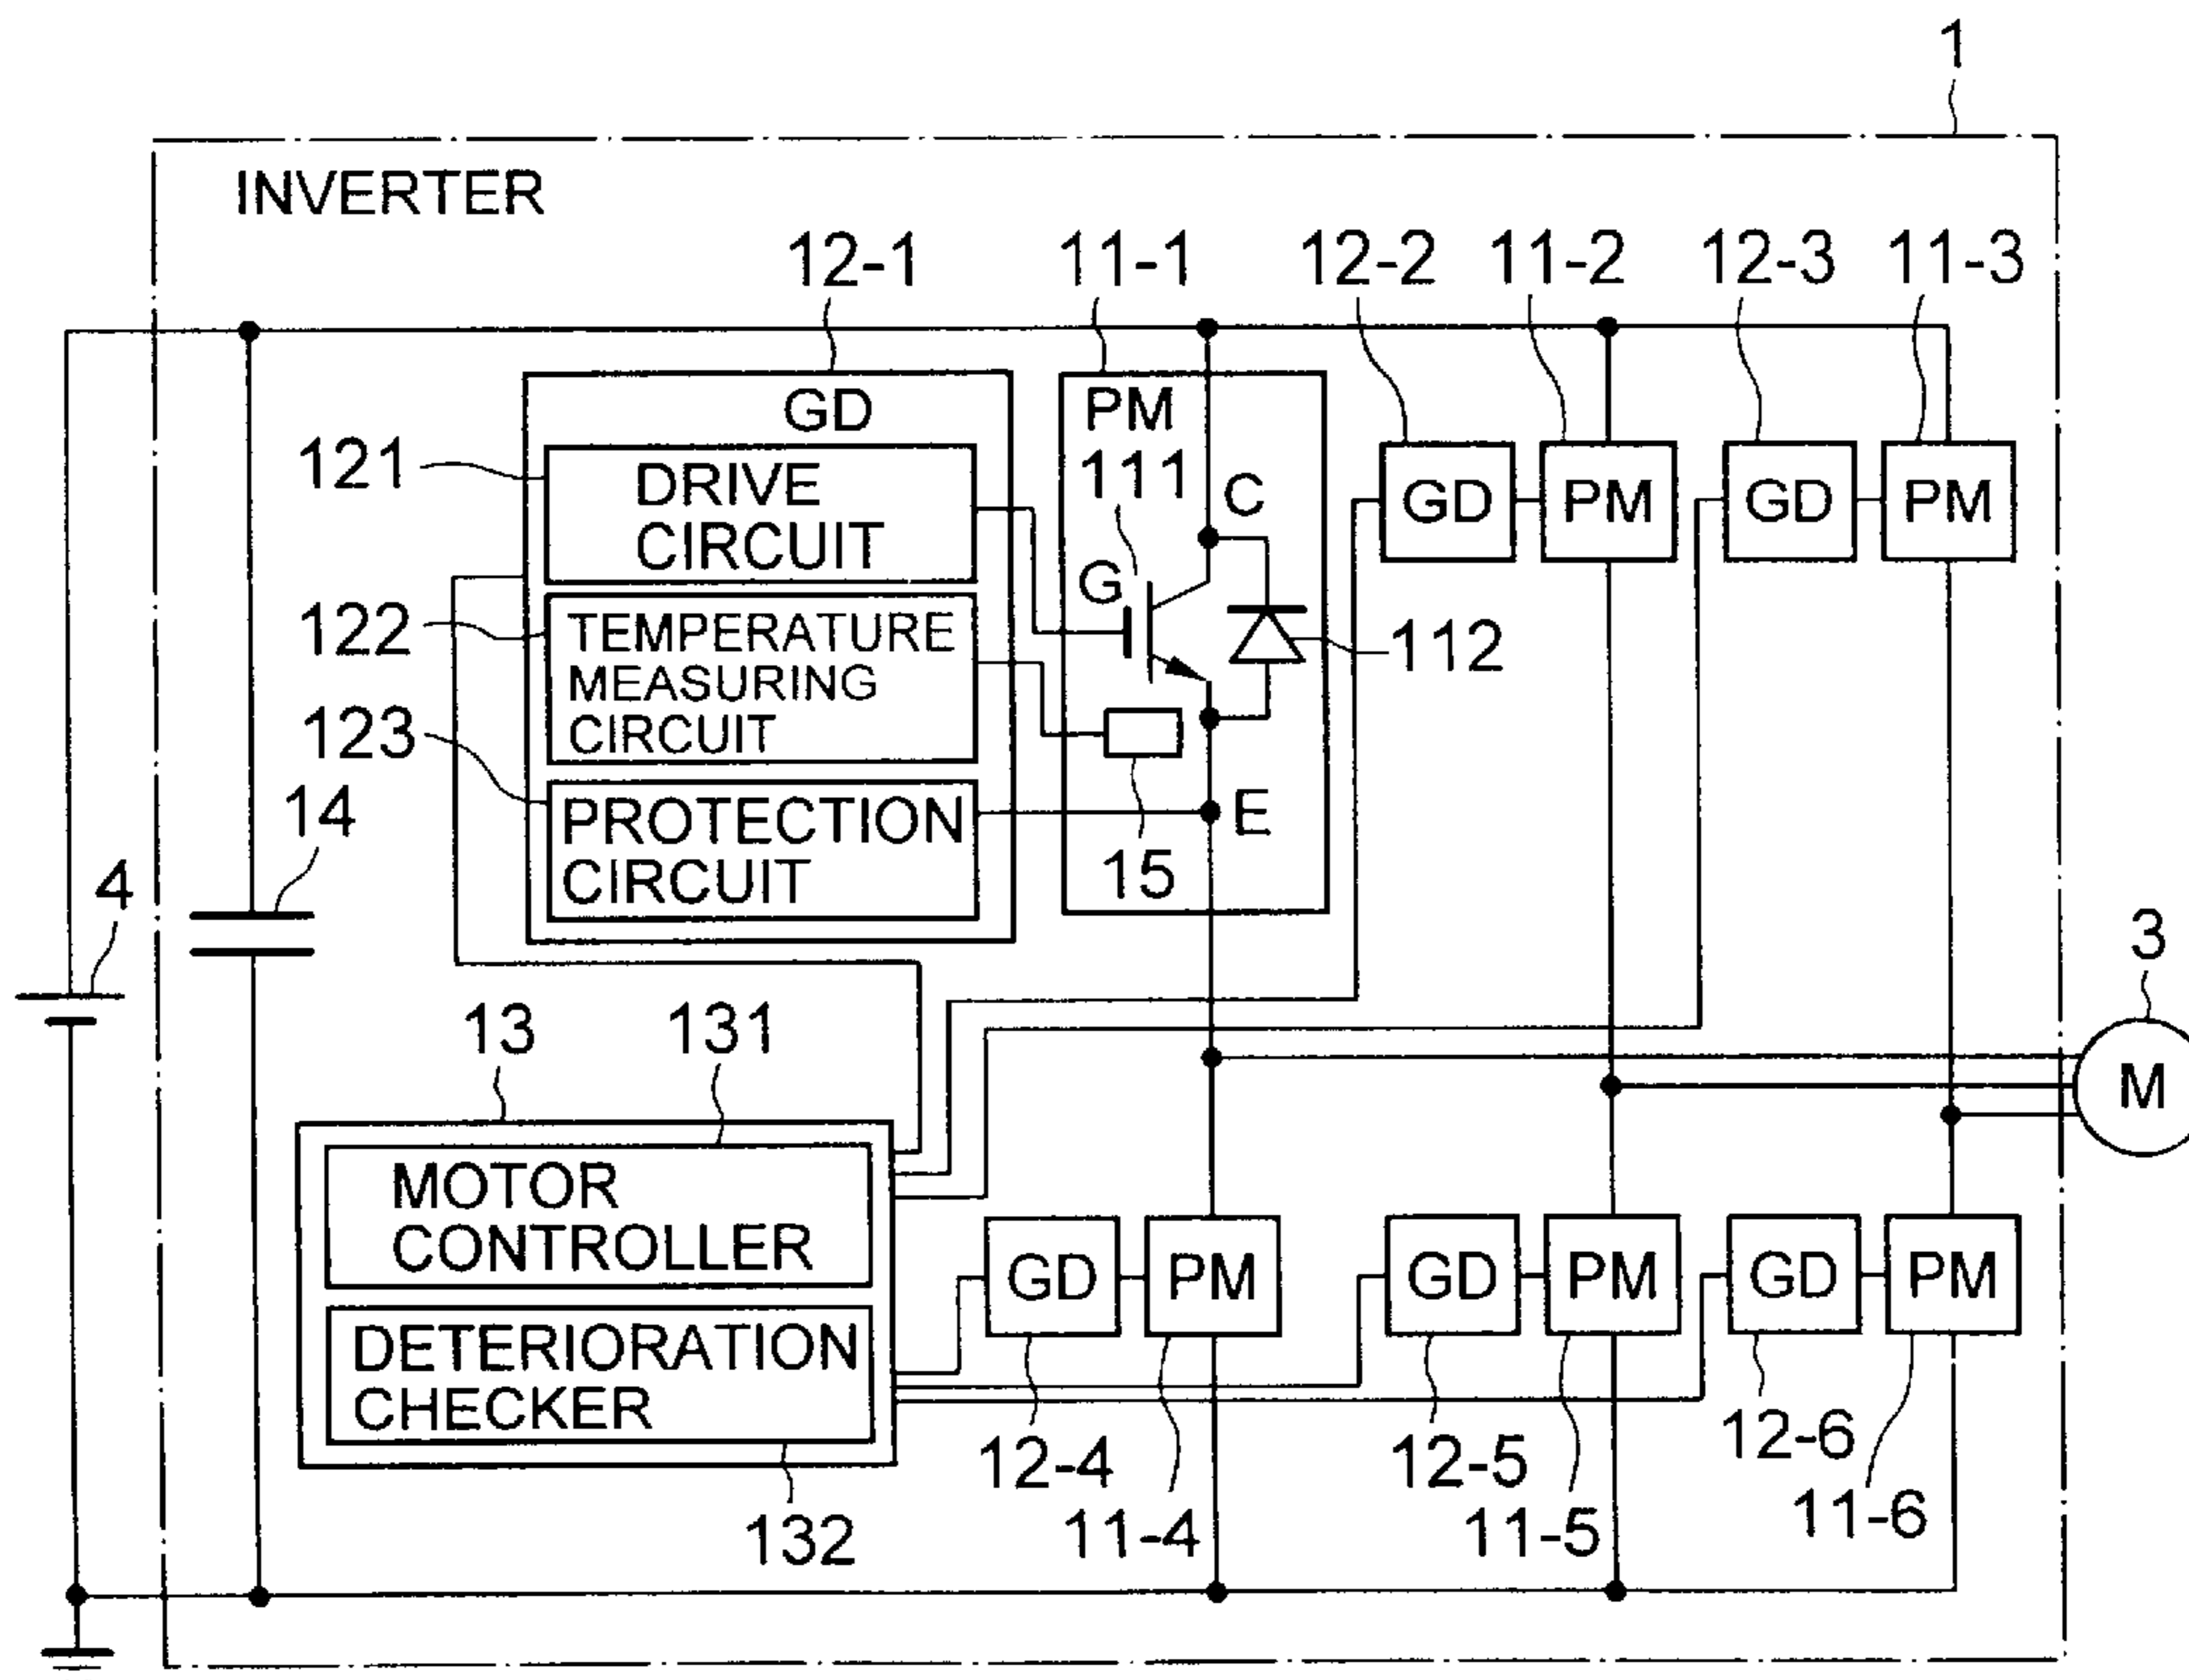 1
INVERTER
12-1
11-1
12-2
11-2
12-3
11-3
GD
PM
121
DRIVE
CIRCUIT
111
C
G
GD
PM
GD
PM
122
TEMPERATURE
MEASURING
CIRCUIT
112
123
PROTECTION
CIRCUIT
E
15
14
4
3
M
13
131
MOTOR
CONTROLLER
DETERIORATION
CHECKER
GD
PM
GD
PM
GD
PM
132
12-4
11-4
12-5
11-5
12-6
11-6